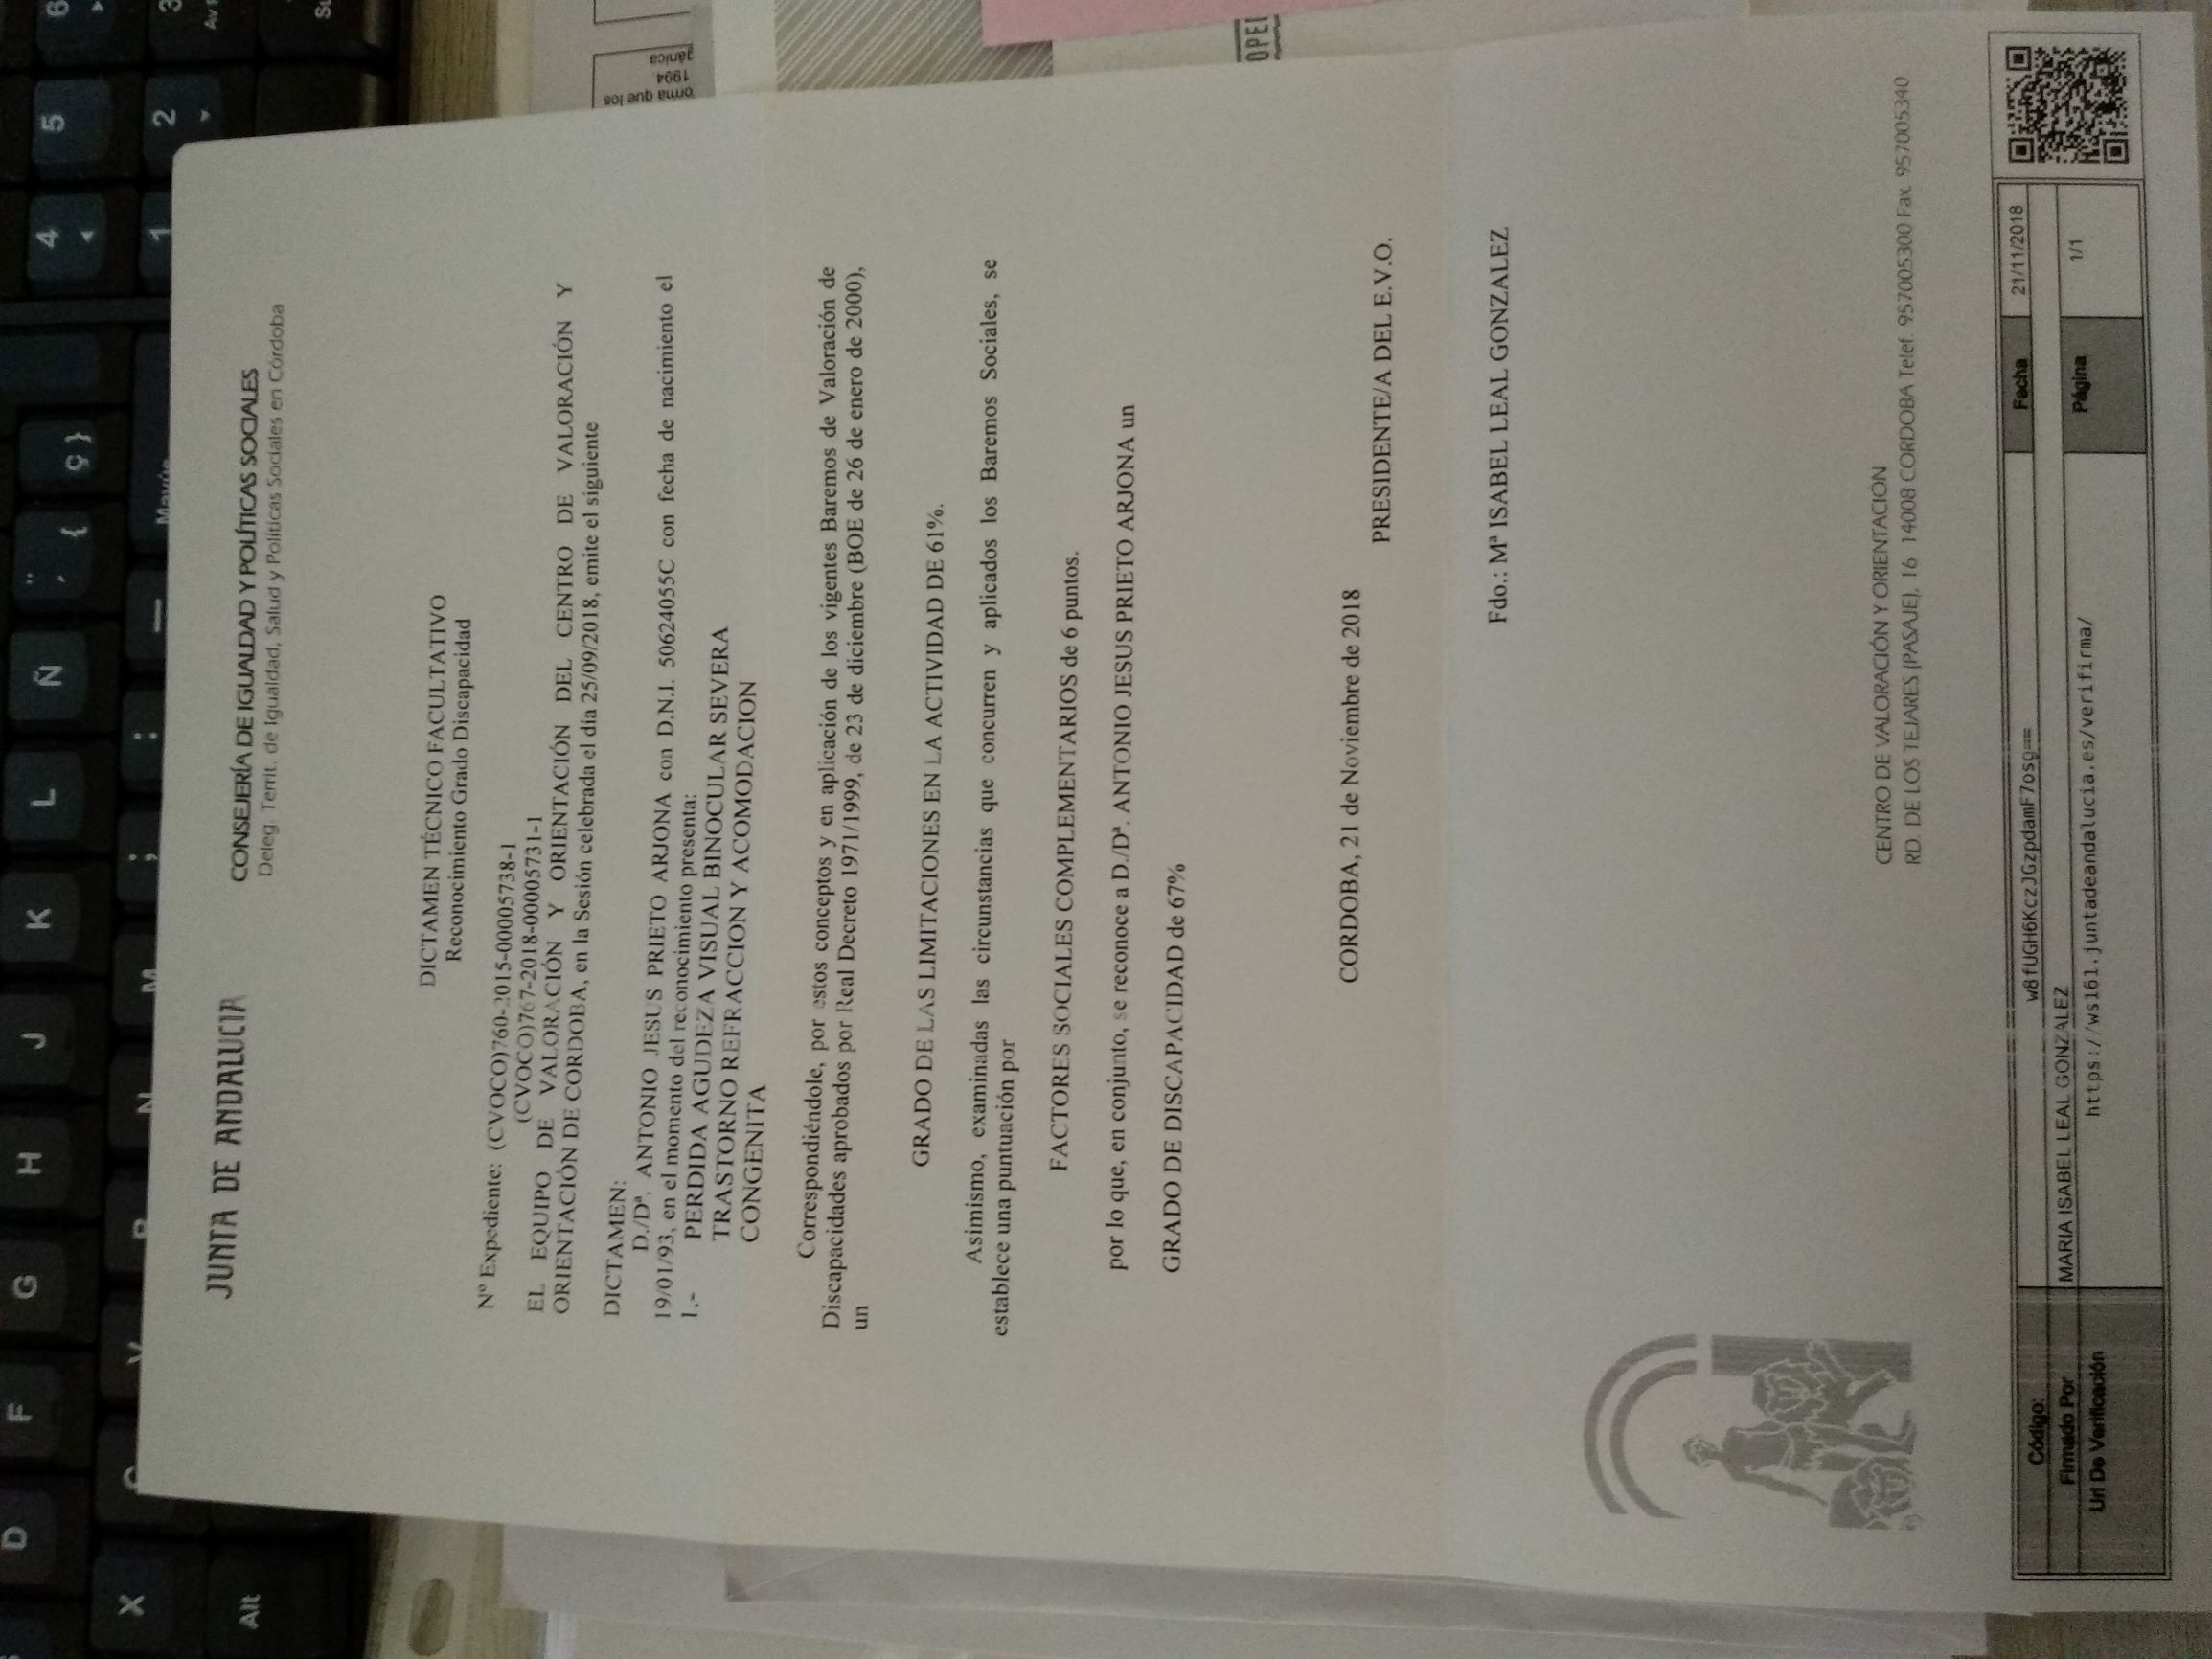 D F G H J K L Ñ ¨ ´ { Ç } 4 5 6
X C V B N M ; : — Mayús 1 2 3
Alt
JUNTA DE ANDALUCIA
CONSEJERÍA DE IGUALDAD Y POLÍTICAS SOCIALES
Deleg. Territ. de Igualdad, Salud y Políticas Sociales en Córdoba
DICTAMEN TÉCNICO FACULTATIVO
Reconocimiento Grado Discapacidad
Nº Expediente: (CVOCO)760-2015-00005738-1
(CVOCO)767-2018-00005731-1
EL EQUIPO DE VALORACIÓN Y ORIENTACIÓN DEL CENTRO DE VALORACIÓN Y
ORIENTACIÓN DE CORDOBA, en la Sesión celebrada el día 25/09/2018, emite el siguiente
DICTAMEN:
D./Dª. ANTONIO JESUS PRIETO ARJONA con D.N.I. 50624055C con fecha de nacimiento el
19/01/93, en el momento del reconocimiento presenta:
1.- PERDIDA AGUDEZA VISUAL BINOCULAR SEVERA
TRASTORNO REFRACCION Y ACOMODACION
CONGENITA
Correspondiéndole, por estos conceptos y en aplicación de los vigentes Baremos de Valoración de
Discapacidades aprobados por Real Decreto 1971/1999, de 23 de diciembre (BOE de 26 de enero de 2000),
un
GRADO DE LAS LIMITACIONES EN LA ACTIVIDAD DE 61%.
Asimismo, examinadas las circunstancias que concurren y aplicados los Baremos Sociales, se
establece una puntuación por
FACTORES SOCIALES COMPLEMENTARIOS de 6 puntos.
por lo que, en conjunto, se reconoce a D./Dª. ANTONIO JESUS PRIETO ARJONA un
GRADO DE DISCAPACIDAD de 67%
CORDOBA, 21 de Noviembre de 2018
PRESIDENTE/A DEL E.V.O.
Fdo.: Mª ISABEL LEAL GONZALEZ
CENTRO DE VALORACIÓN Y ORIENTACIÓN
RD. DE LOS TEJARES (PASAJE), 16 14008 CORDOBA Telef. 957005300 Fax. 957005340
Código: w8fUGH6KczJGzpdamF7osg== Fecha 21/11/2018
Firmado Por MARIA ISABEL LEAL GONZALEZ
Url De Verificación https://ws161.juntadeandalucia.es/verifirma/ Página 1/1
orma que los
1994
gánica
OPE